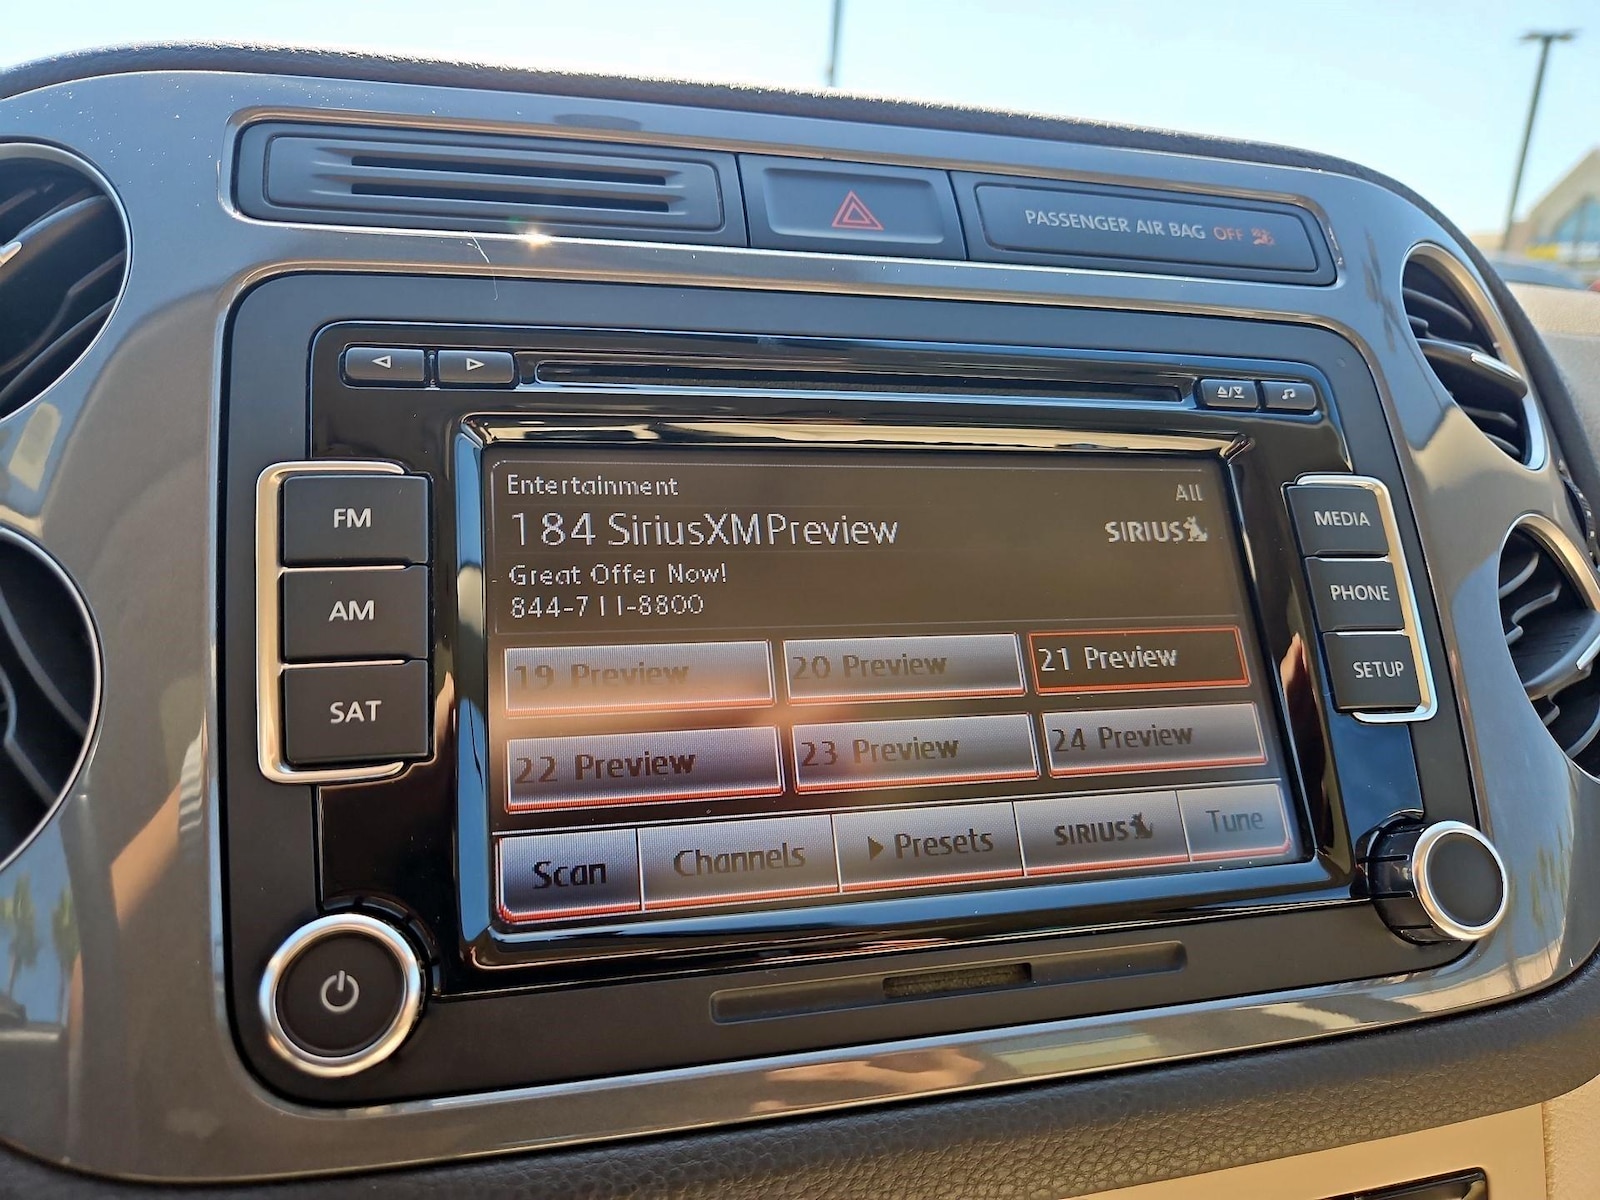 PASSENGER AIR BAG OFF
Entertainment
All
184 SiriusXMPreview
SIRIUS
Great Offer Now!
844-711-8800
19 Preview
20 Preview
21 Preview
22 Preview
23 Preview
24 Preview
Scan
Channels
Presets
SIRIUS
Tune
FM
AM
SAT
MEDIA
PHONE
SETUP